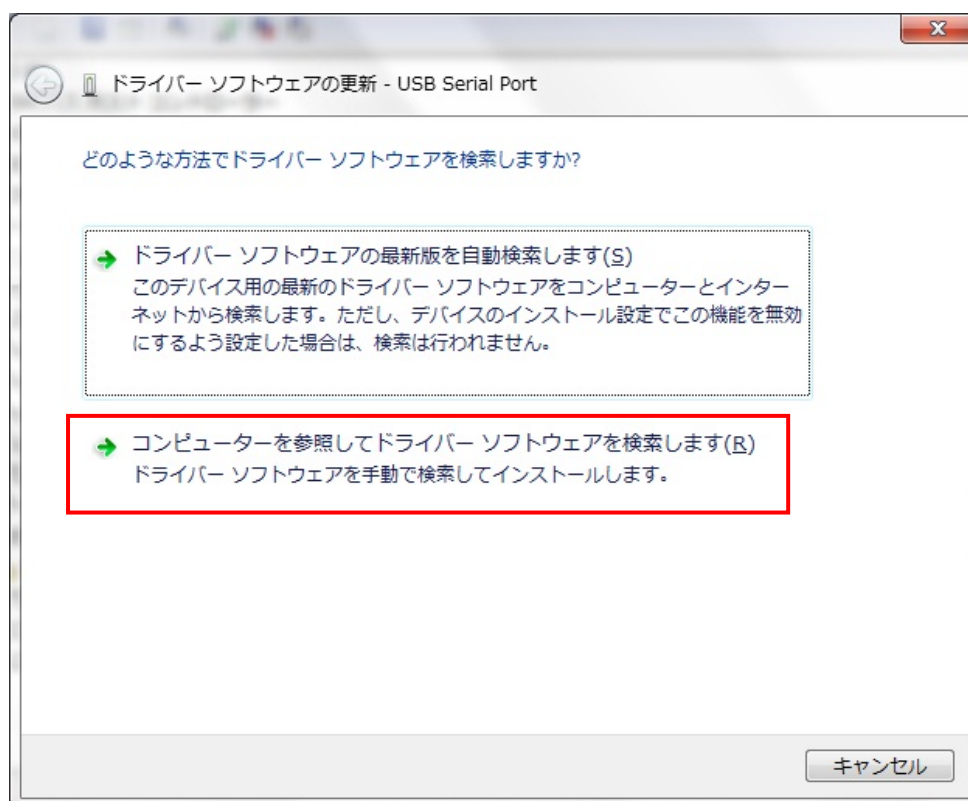 ドライバー ソフトウェアの更新 - USB Serial Port
どのような方法でドライバー ソフトウェアを検索しますか?
ドライバー ソフトウェアの最新版を自動検索します(S)
このデバイス用の最新のドライバー ソフトウェアをコンピューターとインター
ネットから検索します。ただし、デバイスのインストール設定でこの機能を無効
にするよう設定した場合は、検索は行われません。
コンピューターを参照してドライバー ソフトウェアを検索します(R)
ドライバー ソフトウェアを手動で検索してインストールします。
キャンセル